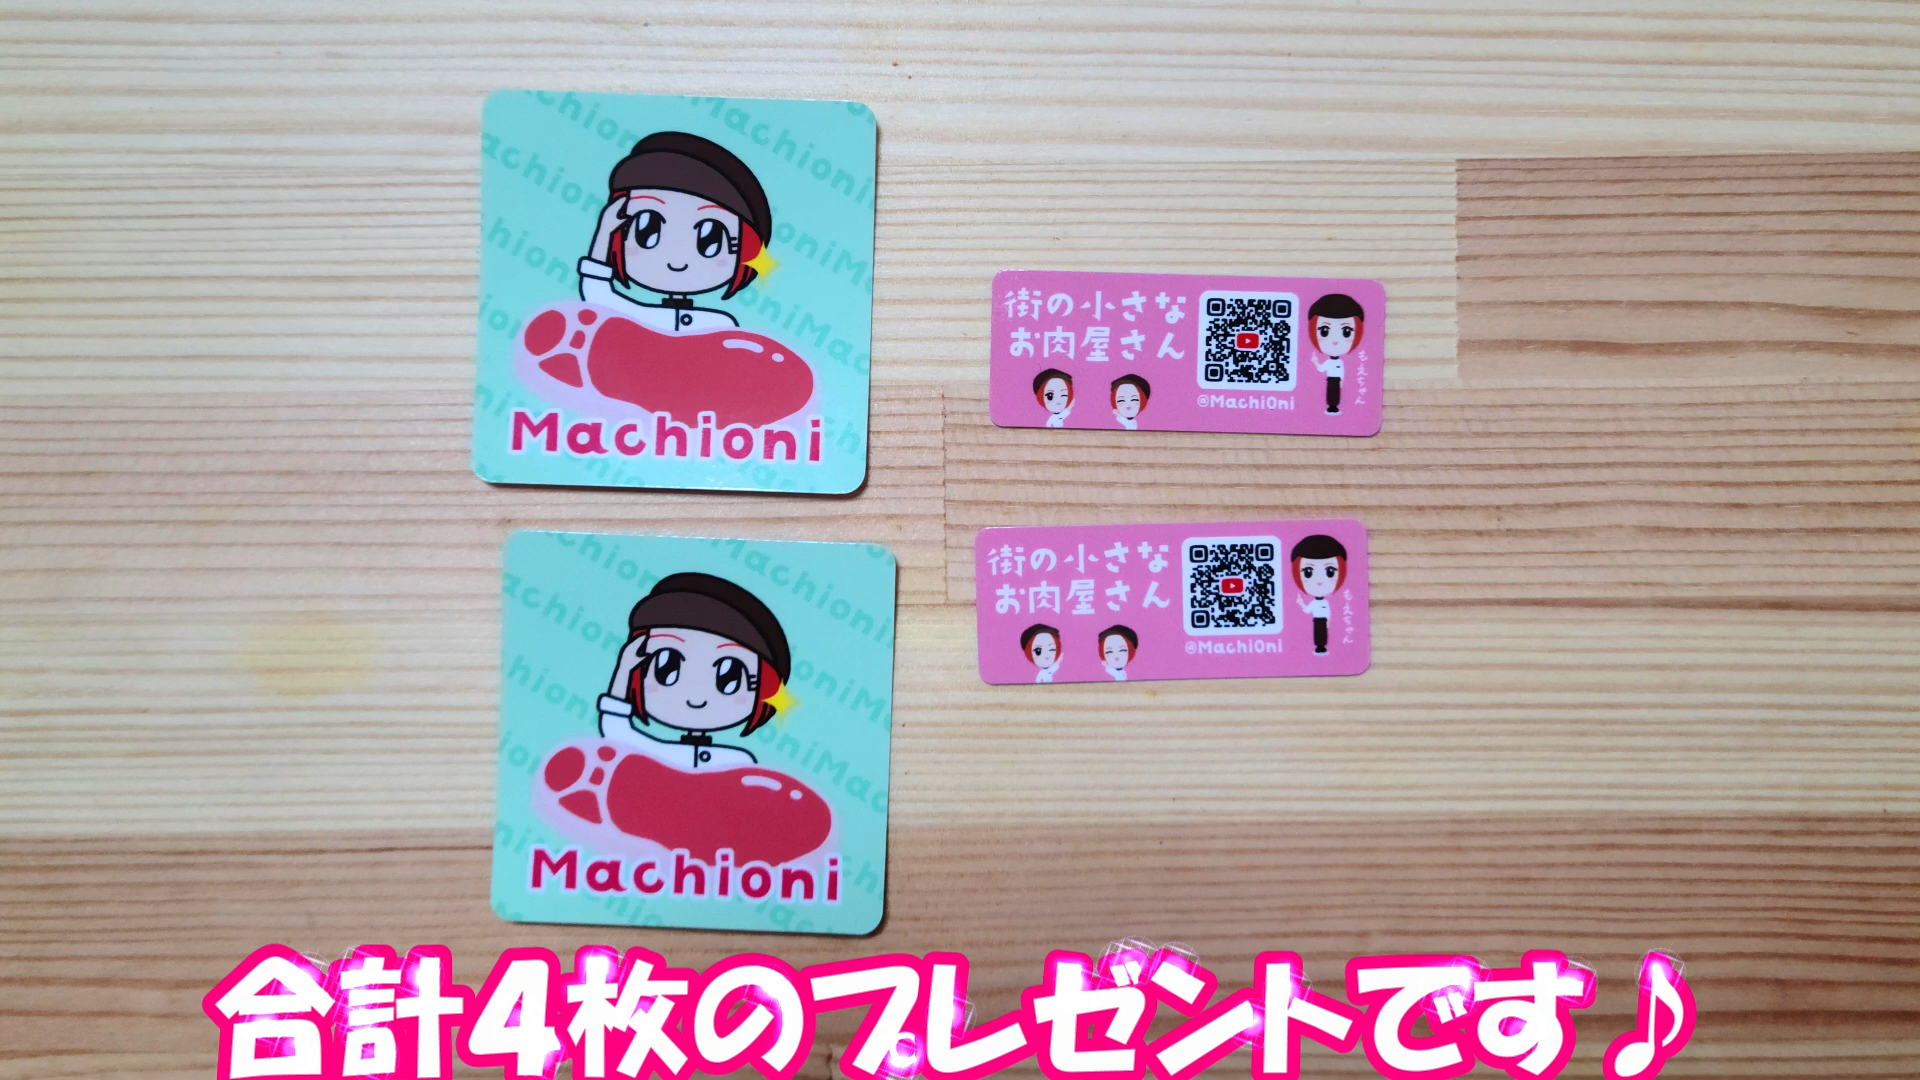 Machioni
街の小さな
お肉屋さん
@Machi0ni
もえちゃん
Machioni
街の小さな
お肉屋さん
@Machi0ni
もえちゃん
合計4枚のプレゼントです♪